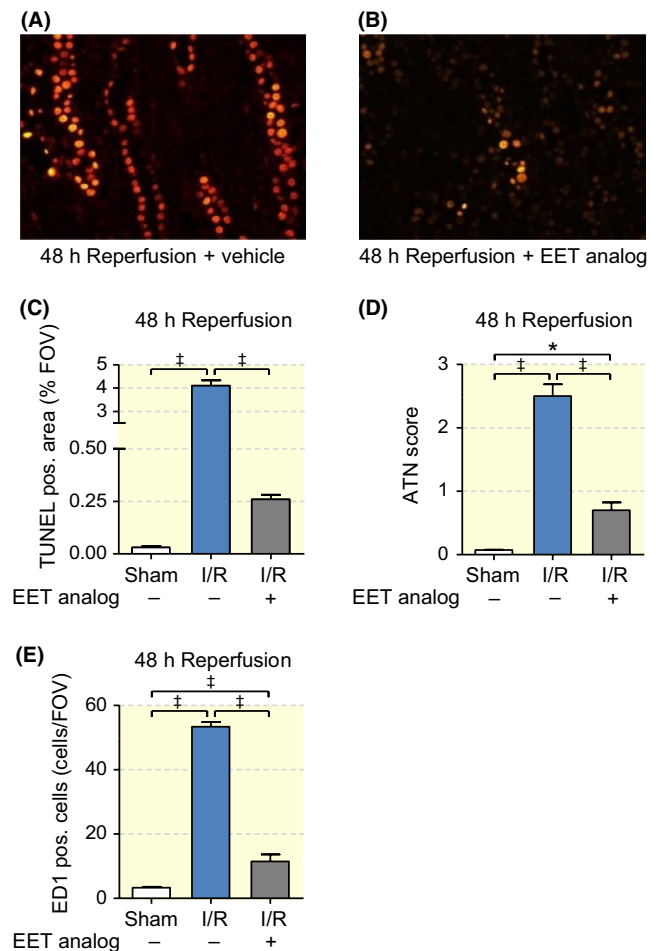 (A)
(B)
48 h Reperfusion + vehicle
48 h Reperfusion + EET analog
(C)
48 h Reperfusion
TUNEL pos. area (% FOV)
5
4
3
0.50
0.25
0.00
‡ ‡
Sham I/R I/R
EET analog – – +
(D)
48 h Reperfusion
ATN score
3
2
1
0
*
‡ ‡
Sham I/R I/R
EET analog – – +
(E)
48 h Reperfusion
ED1 pos. cells (cells/FOV)
60
40
20
0
‡
‡ ‡
Sham I/R I/R
EET analog – – +